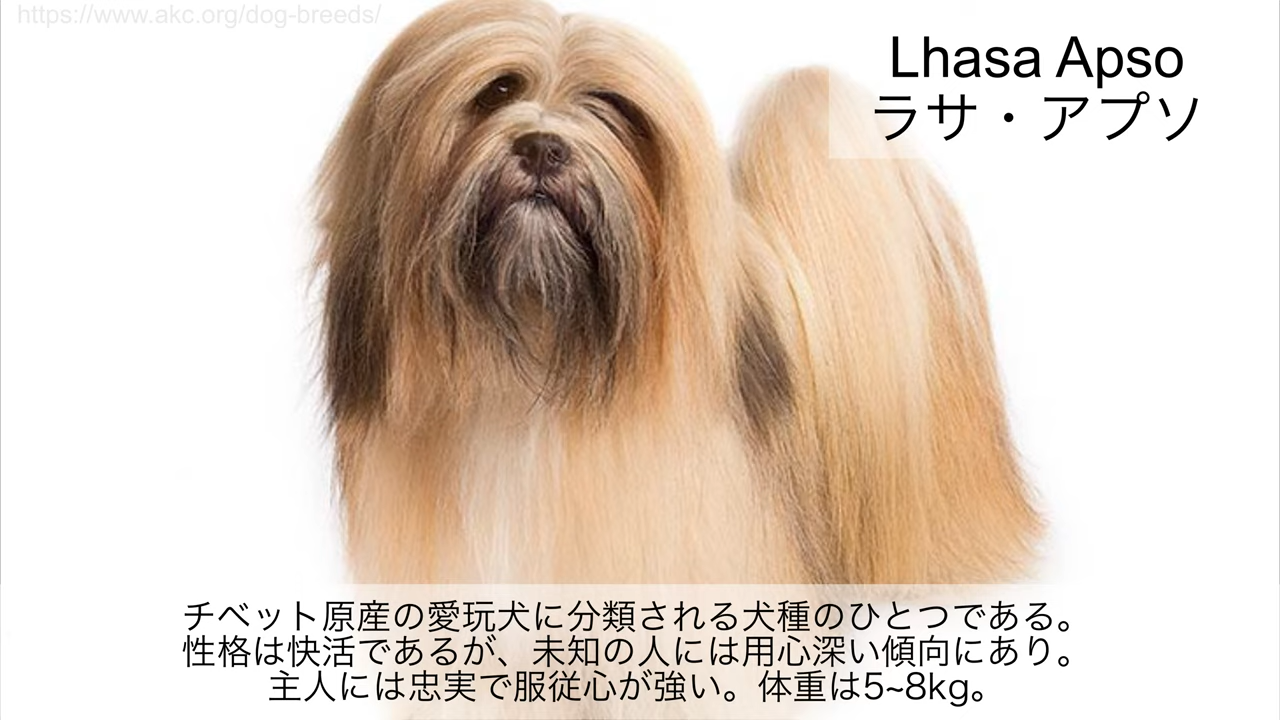 https://www.akc.org/dog-breeds/
Lhasa Apso
ラサ・アプソ
チベット原産の愛玩犬に分類される犬種のひとつである。
性格は快活であるが、未知の人には用心深い傾向にあり。
主人には忠実で服従心が強い。体重は5~8kg。